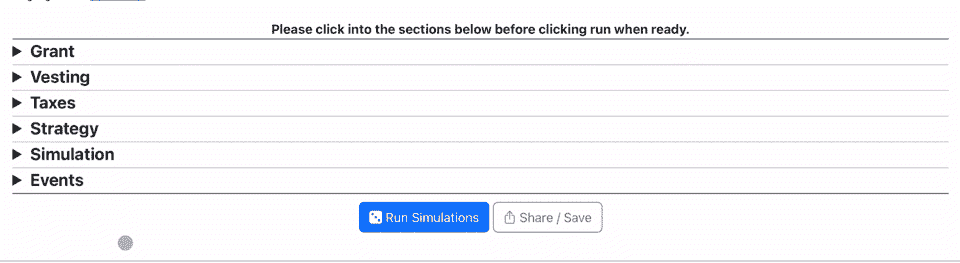 Please click into the sections below before clicking run when ready.
Grant
Vesting
Taxes
Strategy
Simulation
Events
Run Simulations
Share / Save